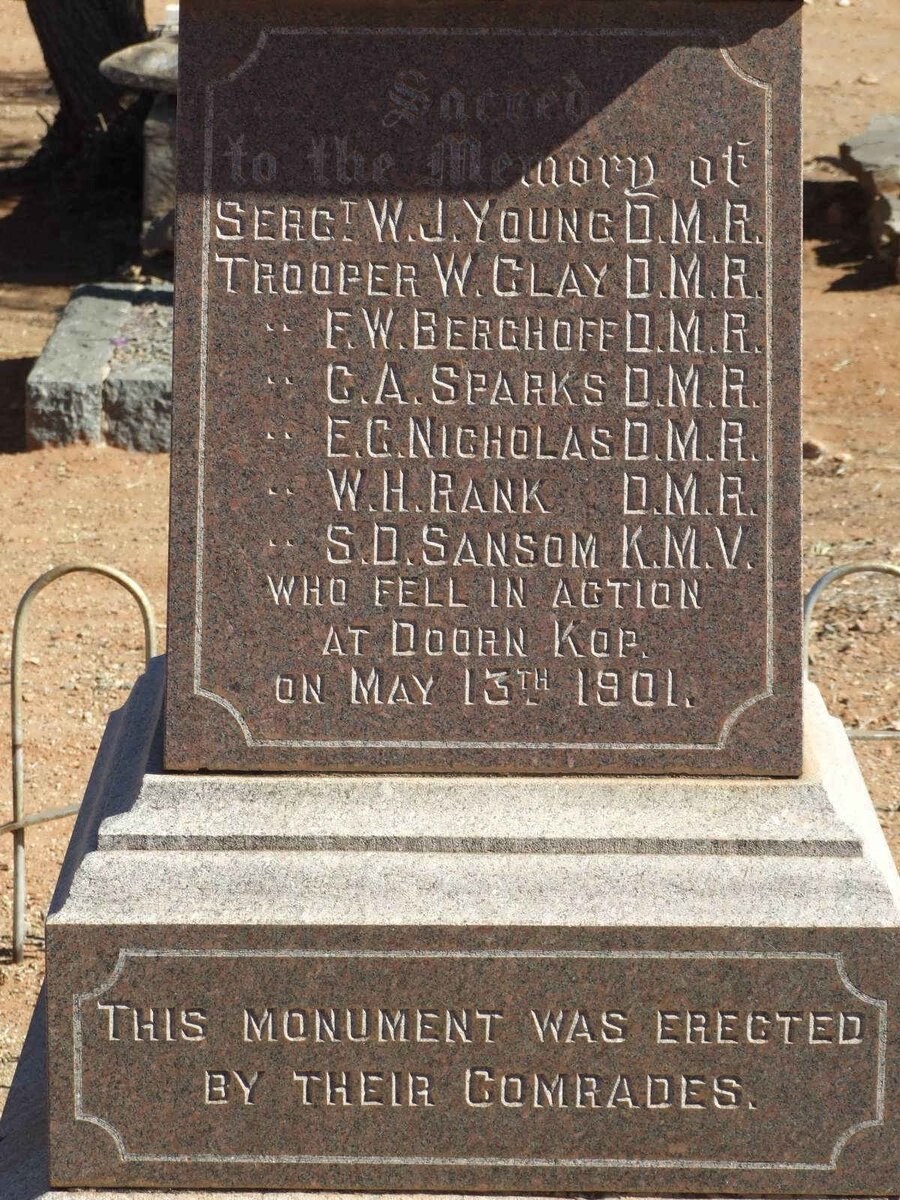 Sacred
to the Memory of
SERGT. W.J. YOUNG D.M.R.
TROOPER W. CLAY D.M.R.
" F.W. BERGHOFF D.M.R.
" C.A. SPARKS D.M.R.
" E.C. NICHOLAS D.M.R.
" W.H. RANK D.M.R.
" S.D. SANSOM K.M.V.
WHO FELL IN ACTION
AT DOORN KOP.
ON MAY 13TH 1901.
THIS MONUMENT WAS ERECTED
BY THEIR COMRADES.